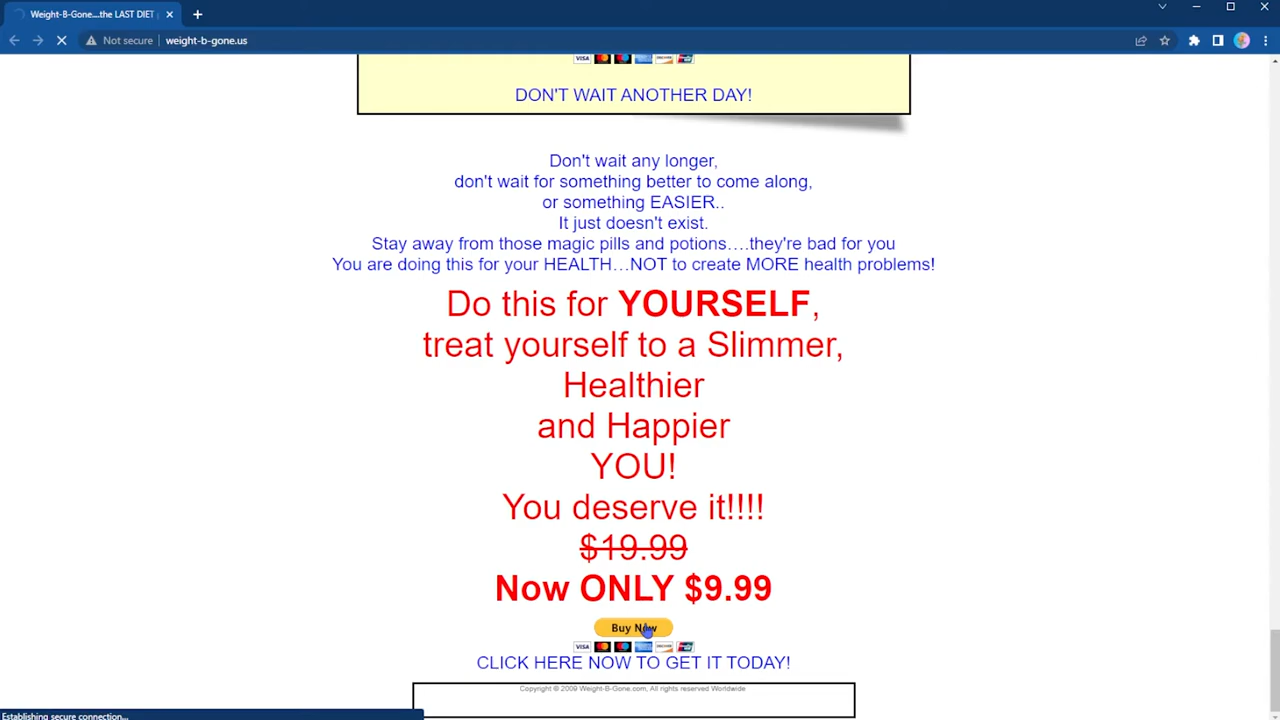 Weight-B-Gone....the LAST DIET
Not secure
weight-b-gone.us
VISA
DISCOVER
DON'T WAIT ANOTHER DAY!
Don't wait any longer,
don't wait for something better to come along,
or something EASIER..
It just doesn't exist.
Stay away from those magic pills and potions….they're bad for you
You are doing this for your HEALTH…NOT to create MORE health problems!
Do this for YOURSELF,
treat yourself to a Slimmer,
Healthier
and Happier
YOU!
You deserve it!!!!
$19.99
Now ONLY $9.99
Buy Now
VISA
DISCOVER
CLICK HERE NOW TO GET IT TODAY!
Copyright © 2009 Weight-B-Gone.com, All rights reserved Worldwide
Establishing secure connection...